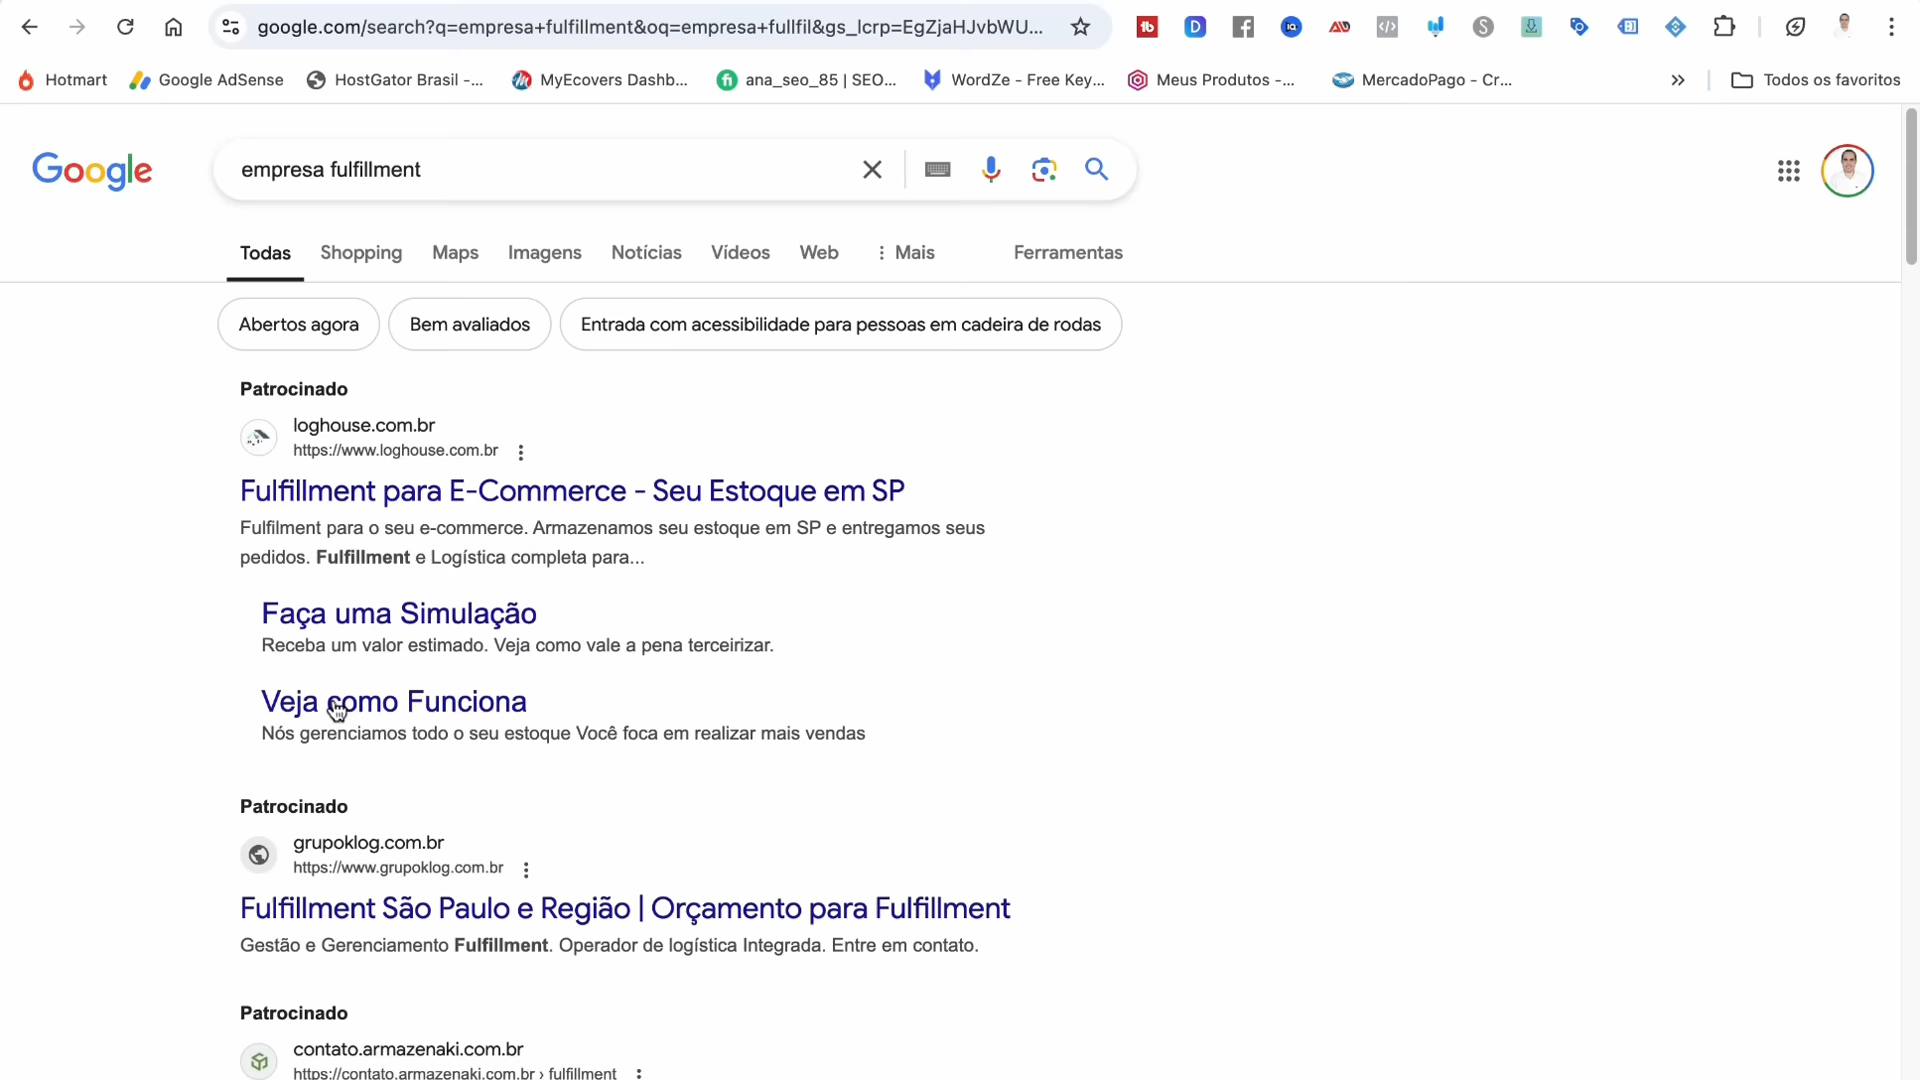 google.com/search?q=empresa+fulfillment&oq=empresa+fullfil&gs_lcrp=EgZjaHJvbWU...
Hotmart
Google AdSense
HostGator Brasil -...
MyEcovers Dashb...
ana_seo_85 | SEO...
WordZe - Free Key...
Meus Produtos -...
MercadoPago - Cr...
»
Todos os favoritos
Google
empresa fulfillment
Todas
Shopping
Maps
Imagens
Notícias
Vídeos
Web
Mais
Ferramentas
Abertos agora
Bem avaliados
Entrada com acessibilidade para pessoas em cadeira de rodas
Patrocinado
loghouse.com.br
https://www.loghouse.com.br
Fulfillment para E-Commerce - Seu Estoque em SP
Fulfilment para o seu e-commerce. Armazenamos seu estoque em SP e entregamos seus
pedidos. Fulfillment e Logística completa para...
Faça uma Simulação
Receba um valor estimado. Veja como vale a pena terceirizar.
Veja como Funciona
Nós gerenciamos todo o seu estoque Você foca em realizar mais vendas
Patrocinado
grupoklog.com.br
https://www.grupoklog.com.br
Fulfillment São Paulo e Região | Orçamento para Fulfillment
Gestão e Gerenciamento Fulfillment. Operador de logística Integrada. Entre em contato.
Patrocinado
contato.armazenaki.com.br
https://contato.armazenaki.com.br › fulfillment